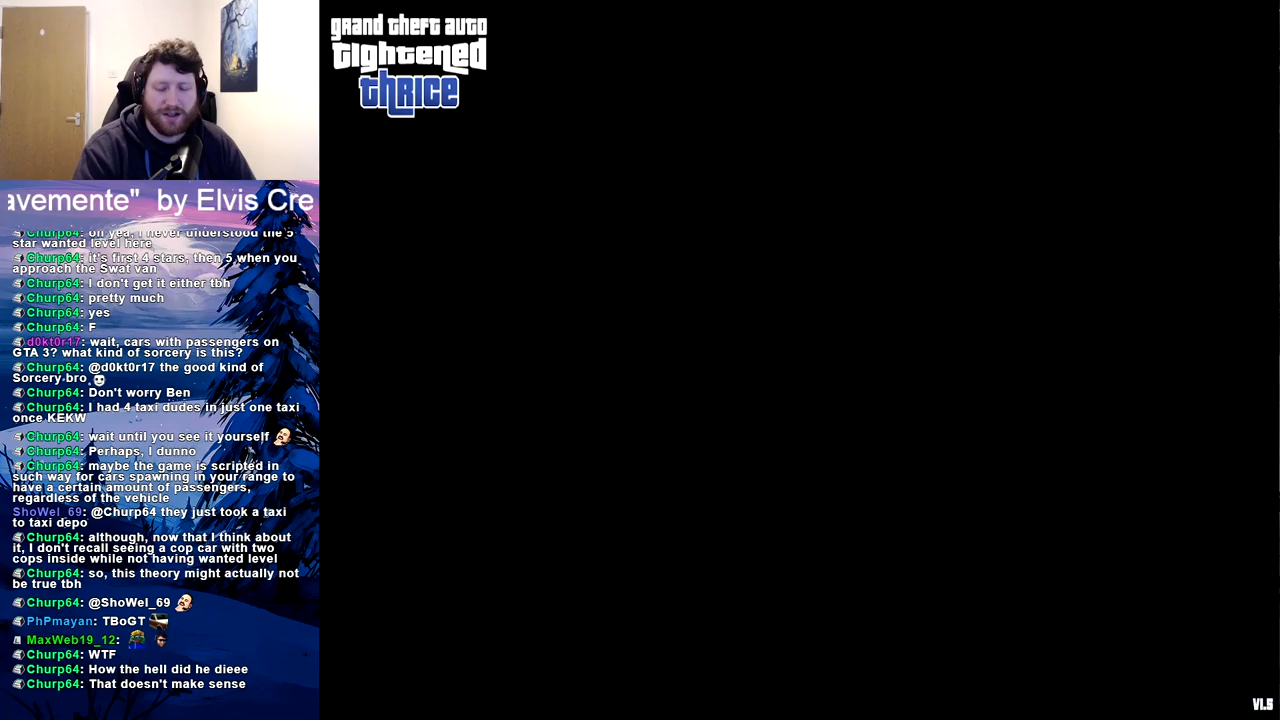 grand theft auto
tightened
thrice
avemente" by Elvis Cre
Churp64: oh yea, I never understood the 5
star wanted level here
Churp64: it's first 4 stars, then 5 when you
approach the Swat van
Churp64: I don't get it either tbh
Churp64: pretty much
Churp64: yes
Churp64: F
d0kt0r17: wait, cars with passengers on
GTA 3? what kind of sorcery is this?
Churp64: @d0kt0r17 the good kind of
Sorcery bro
Churp64: Don't worry Ben
Churp64: I had 4 taxi dudes in just one taxi
once KEKW
Churp64: wait until you see it yourself
Churp64: Perhaps, I dunno
Churp64: maybe the game is scripted in
such way for cars spawning in your range to
have a certain amount of passengers,
regardless of the vehicle
ShoWel_69: @Churp64 they just took a taxi
to taxi depo
Churp64: although, now that I think about
it, I don't recall seeing a cop car with two
cops inside while not having wanted level
Churp64: so, this theory might actually not
be true tbh
Churp64: @ShoWel_69
PhPmayan: TBoGT
MaxWeb19_12:
Churp64: WTF
Churp64: How the hell did he dieee
Churp64: That doesn't make sense
V1.5